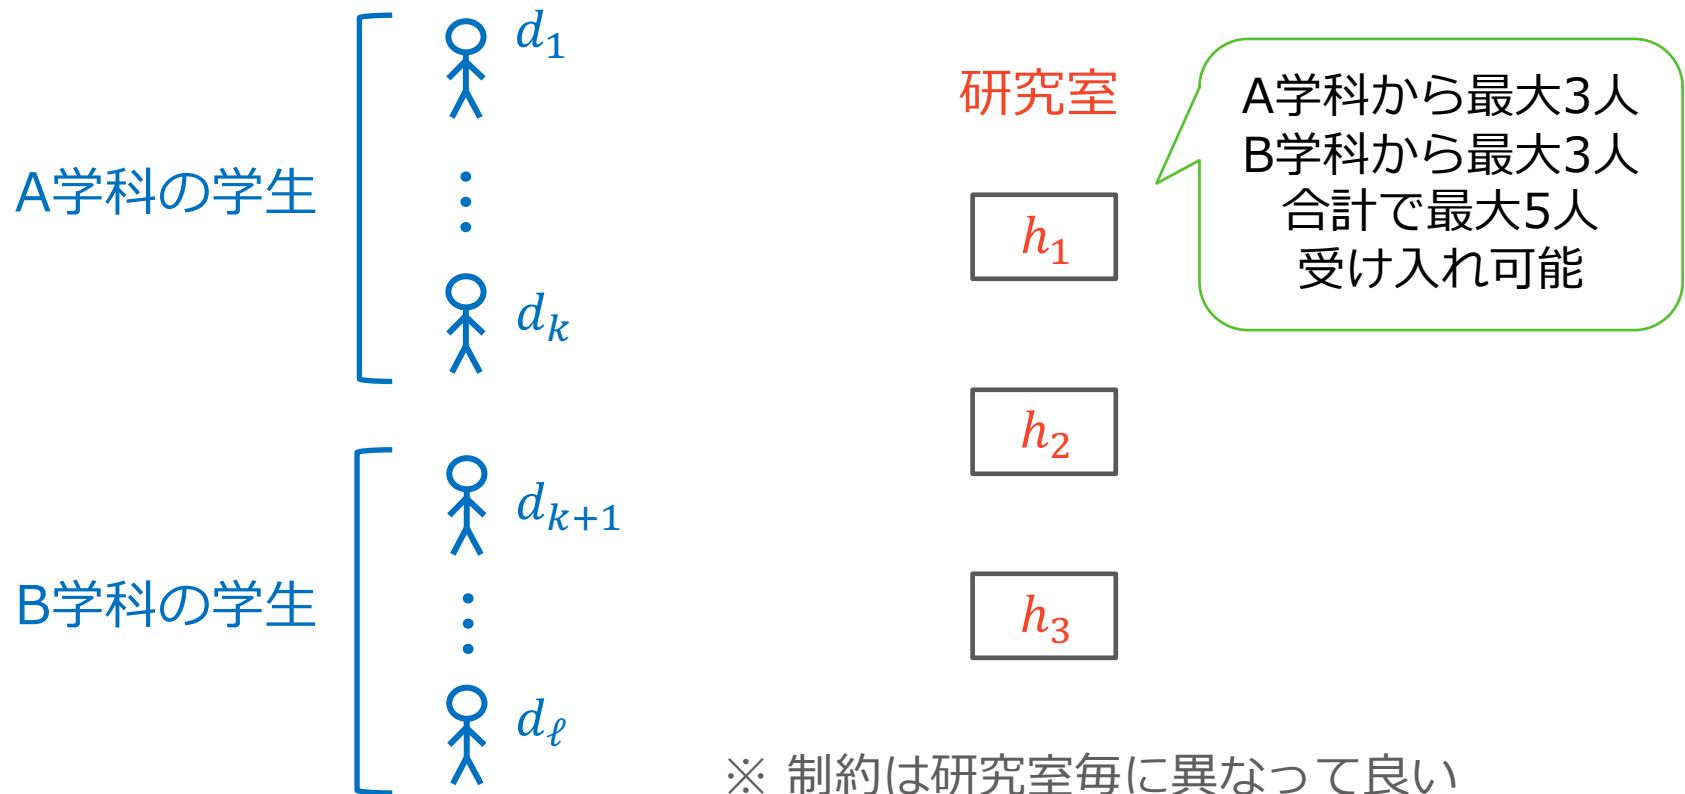 A学科の学生
d₁
d_k
B学科の学生
d_{k+1}
d_ℓ
研究室
h₁
h₂
h₃
A学科から最大3人
B学科から最大3人
合計で最大5人
受け入れ可能
※ 制約は研究室毎に異なって良い